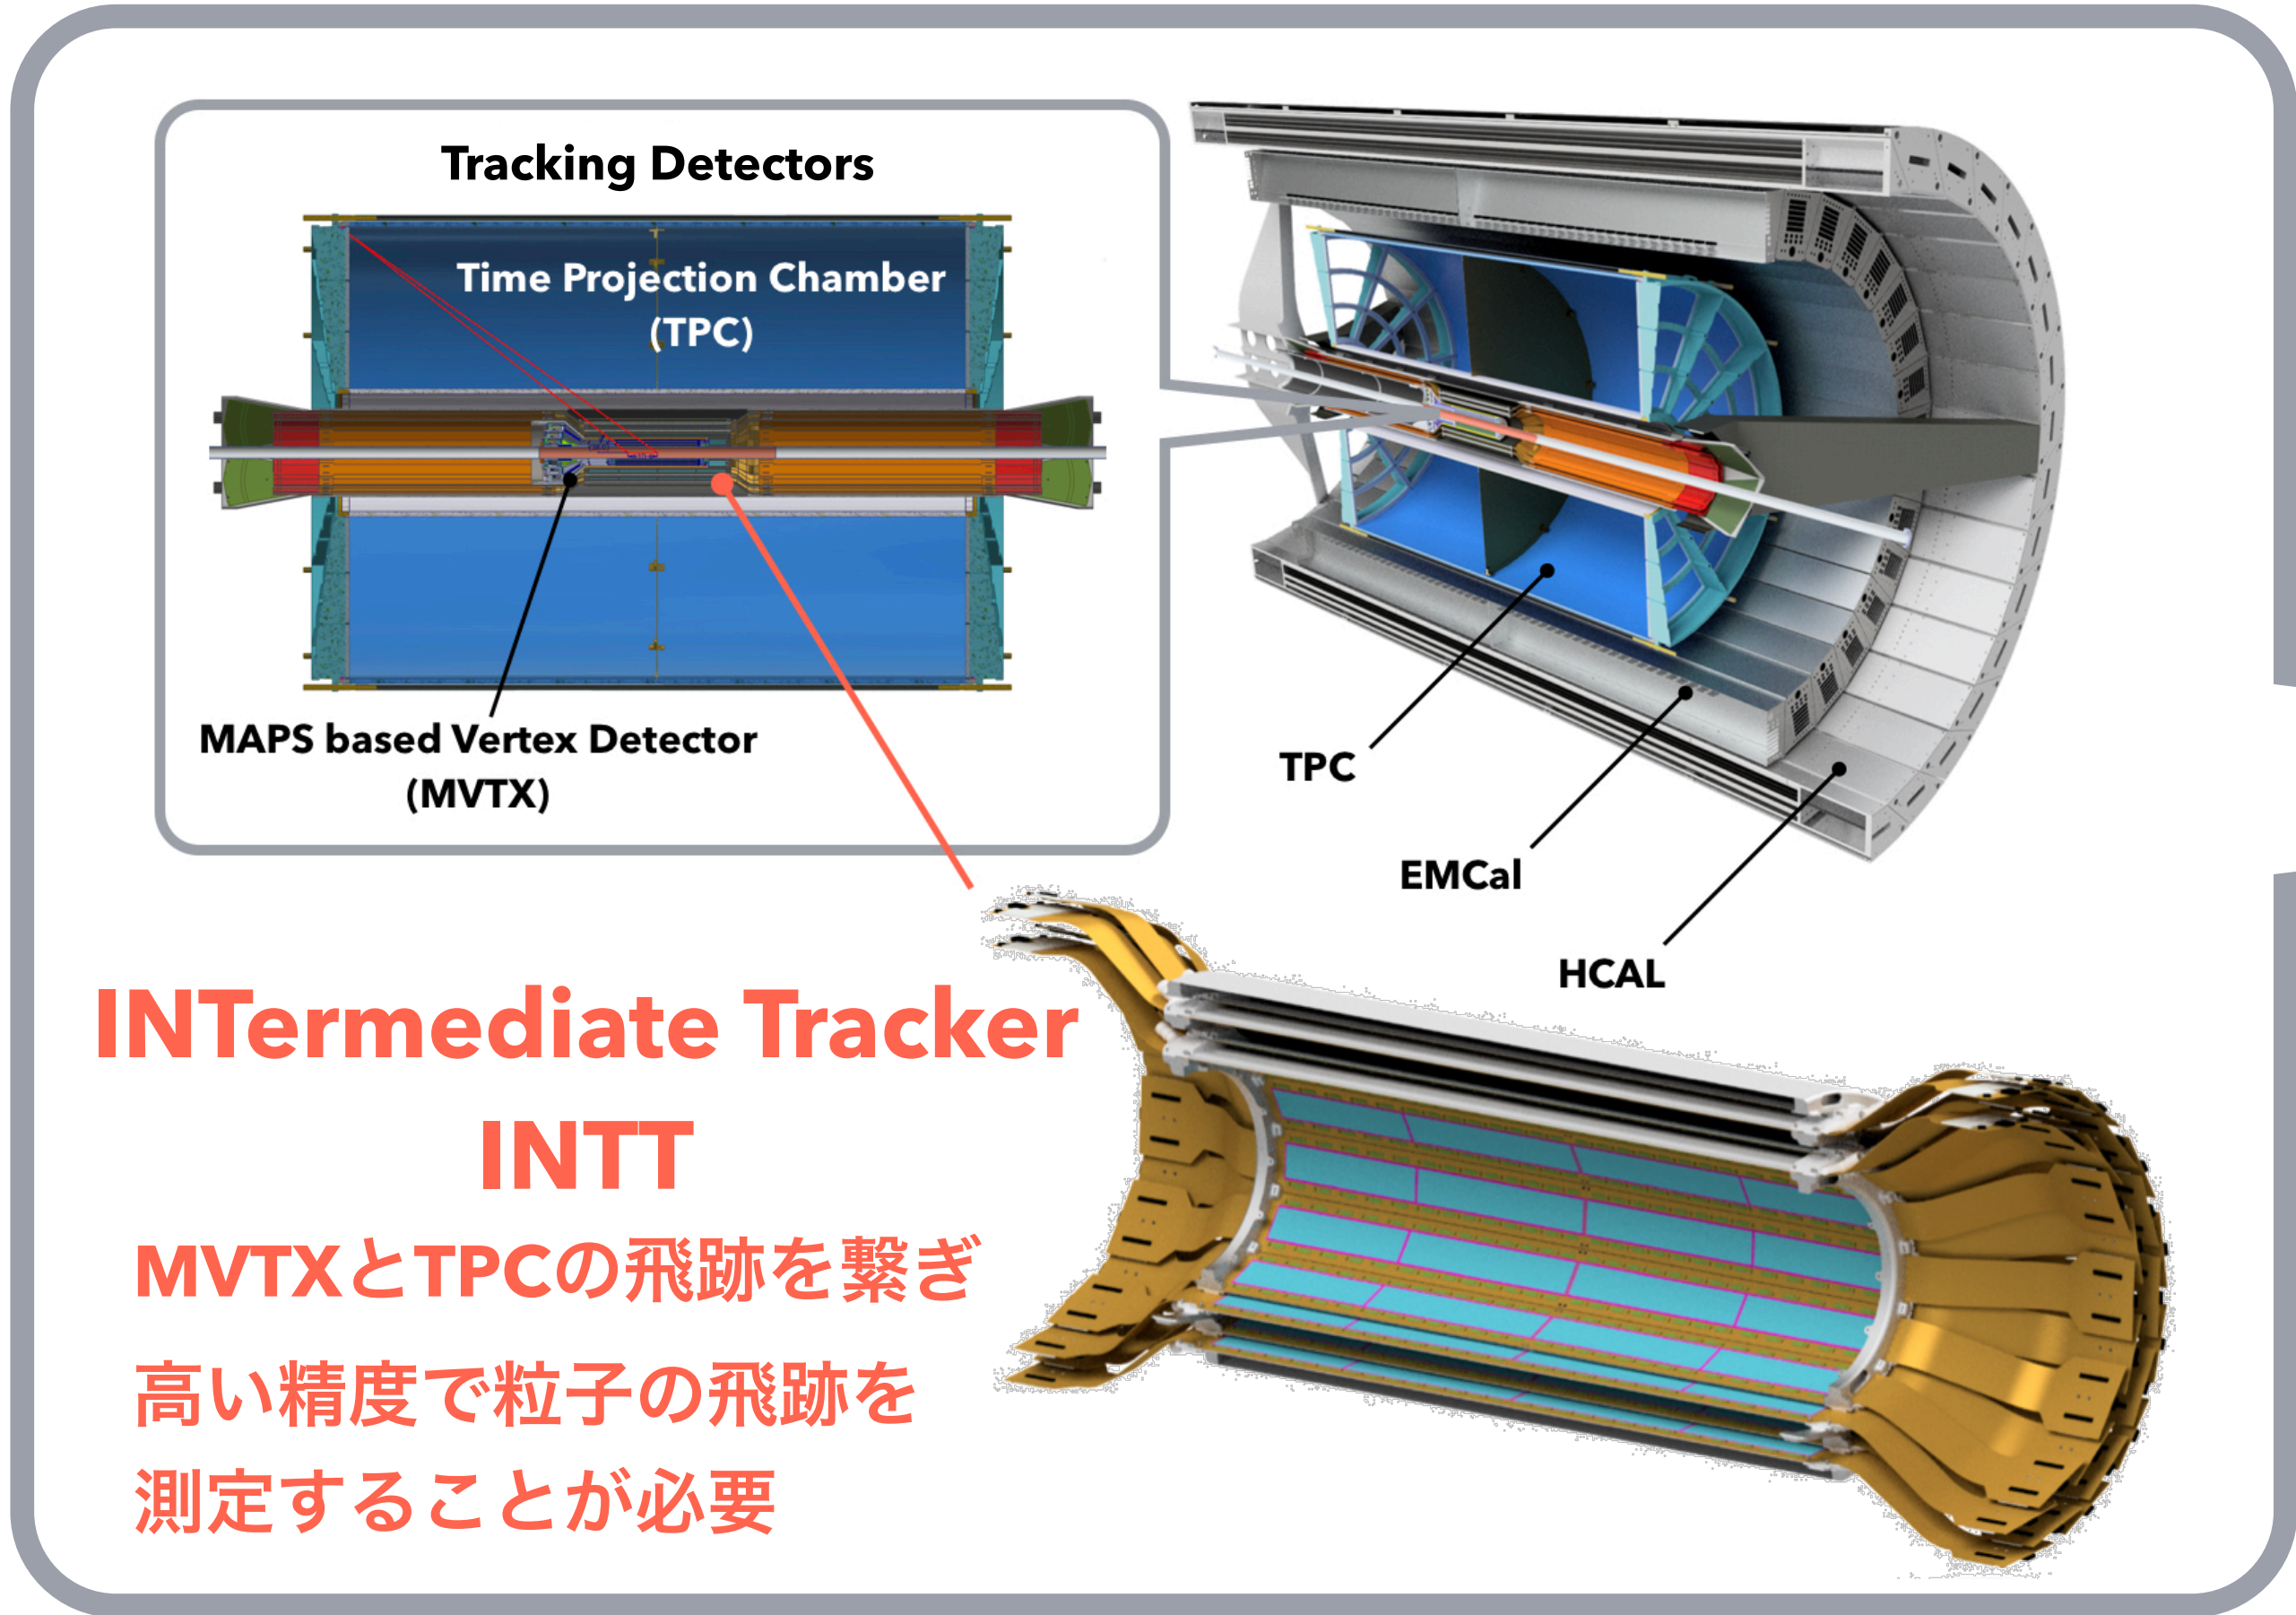 Tracking Detectors
Time Projection Chamber
(TPC)
MAPS based Vertex Detector
(MVTX)
TPC
EMCal
HCAL
INTermediate Tracker
INTT
MVTXとTPCの飛跡を繋ぎ
高い精度で粒子の飛跡を
測定することが必要